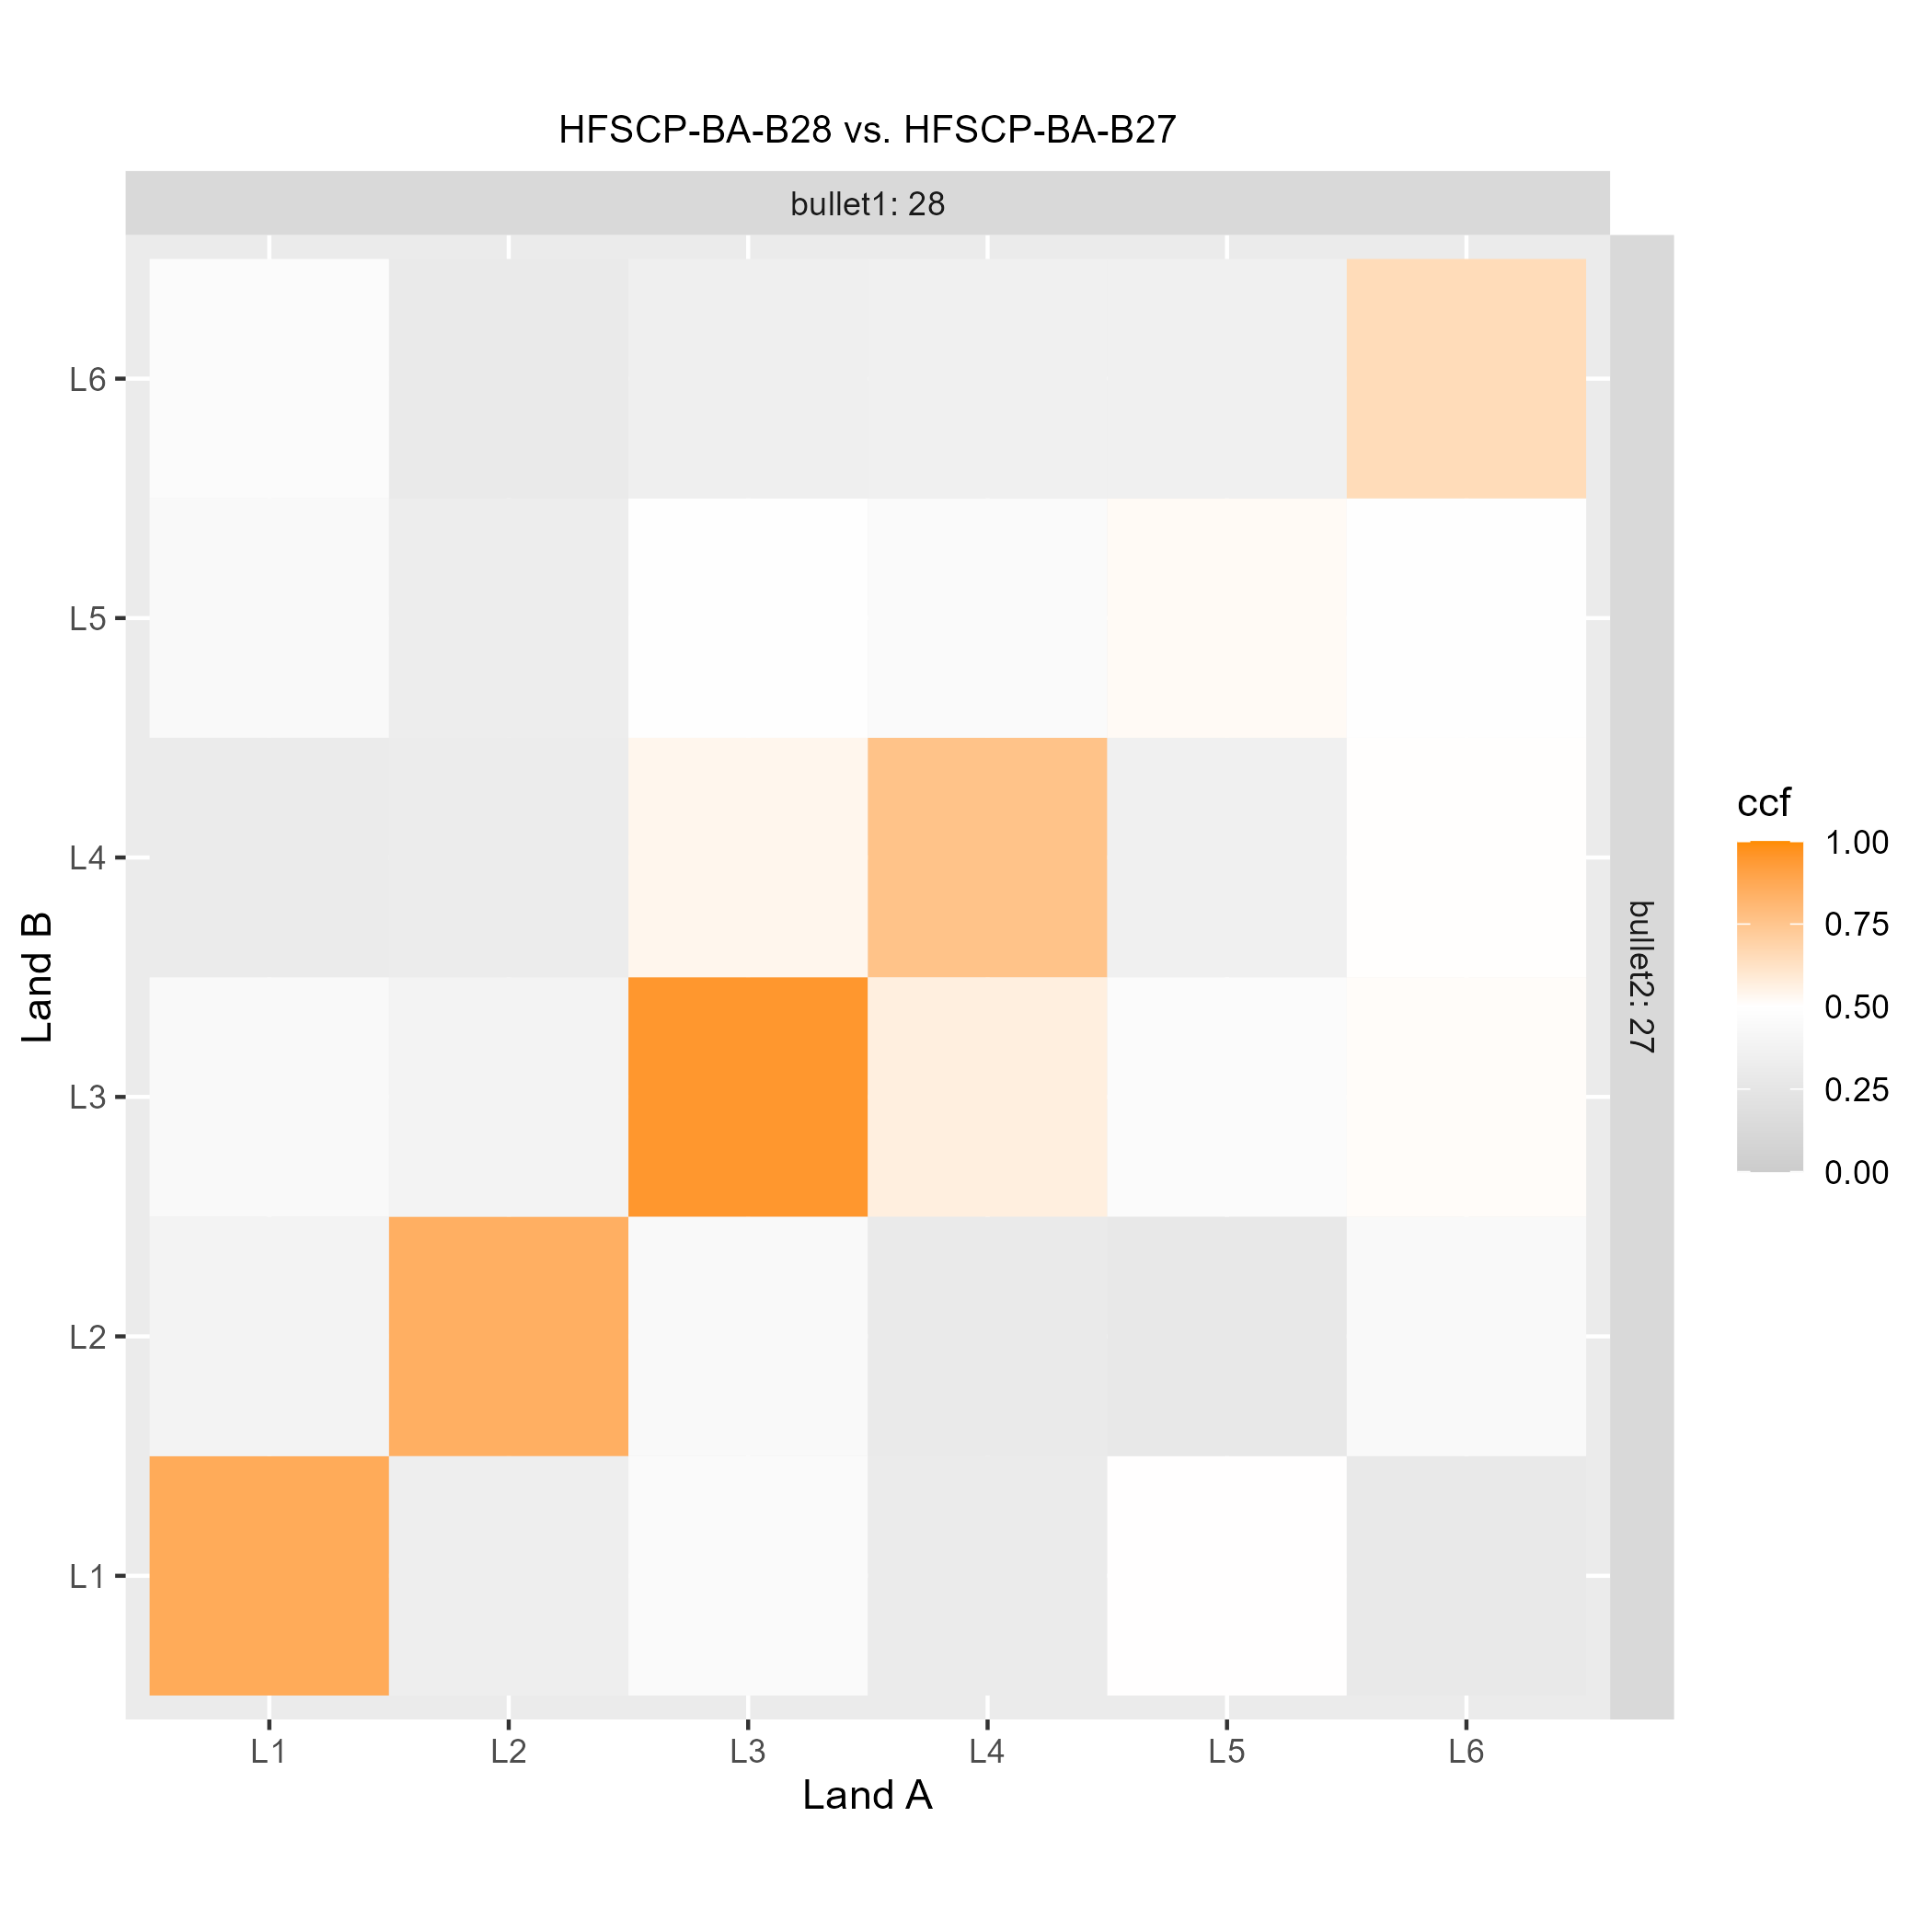 HFSCP-BA-B28 vs. HFSCP-BA-B27
bullet1: 28
L6
L5
L4
L3
L2
L1
Land B
bullet2: 27
L1 L2 L3 L4 L5 L6
Land A
ccf
1.00
0.75
0.50
0.25
0.00